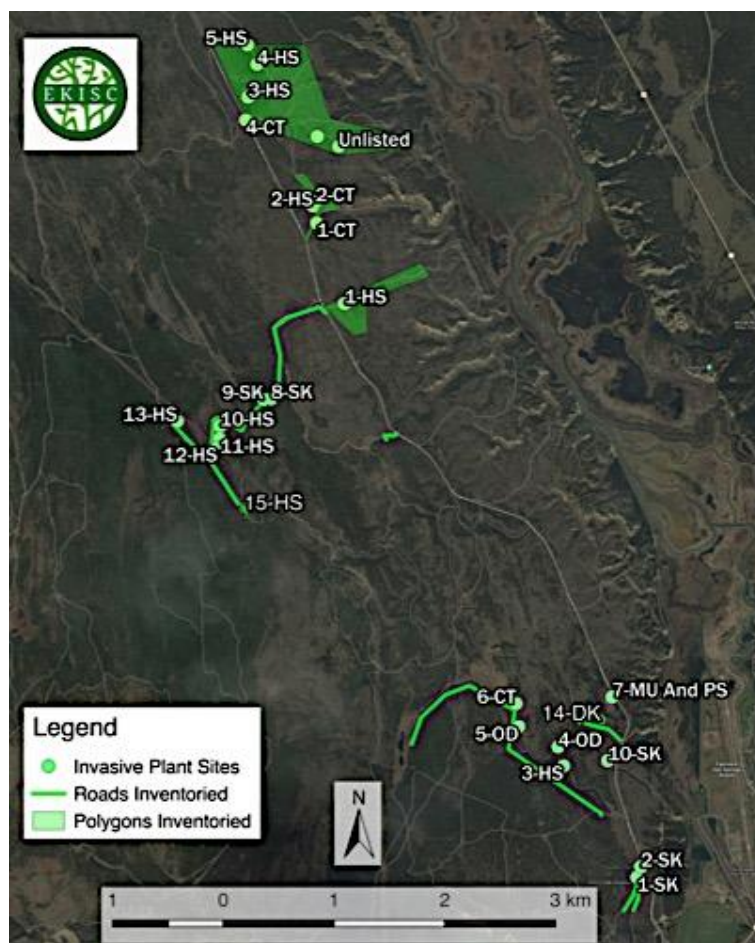 5-HS
4-HS
EKISC
3-HS
4-CT
Unlisted
2-HS
2-CT
1-CT
1-HS
9-SK
8-SK
13-HS
10-HS
11-HS
12-HS
15-HS
6-CT
7-MU And PS
14-DK
5-OD
4-OD
10-SK
3-HS
2-SK
1-SK
Legend
Invasive Plant Sites
Roads Inventoried
Polygons Inventoried
N
1 0 1 2 3 km